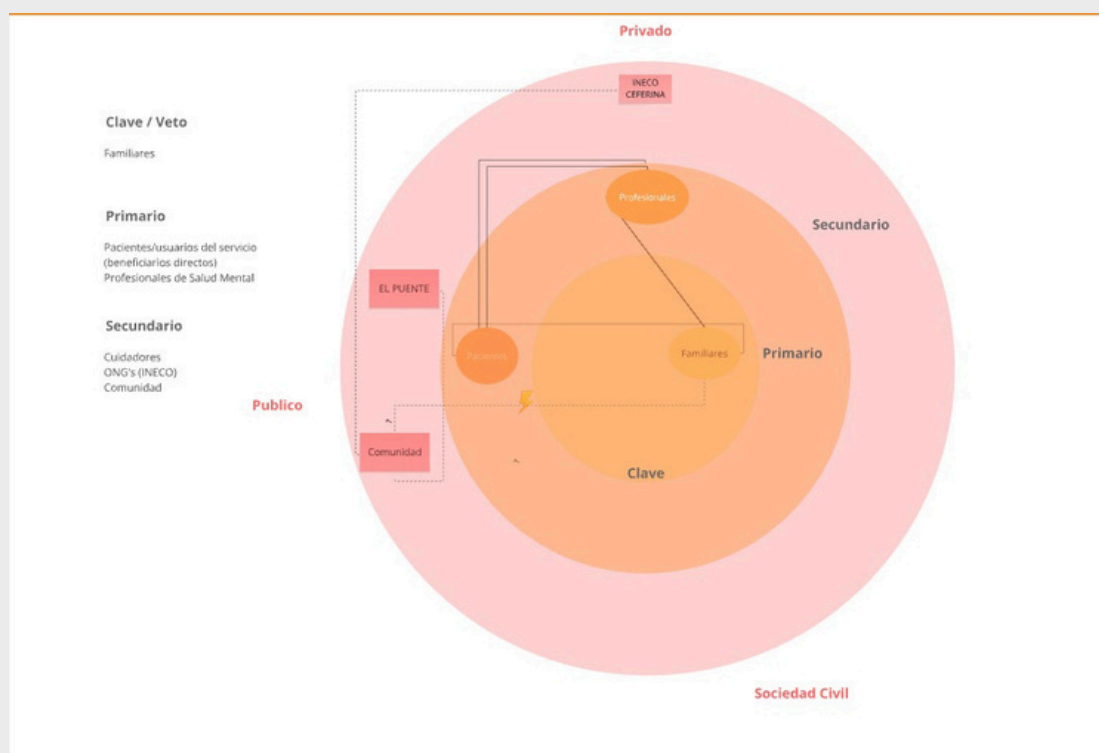 Privado
INECO
CEFERINA
Clave / Veto
Familiares
Profesionales
Primario
Secundario
Pacientes/usuarios del servicio
(beneficiarios directos)
Profesionales de Salud Mental
EL PUENTE
Secundario
Cuidadores
ONG's (INECO)
Comunidad
Pacientes
Familiares
Primario
Publico
Comunidad
Clave
Sociedad Civil